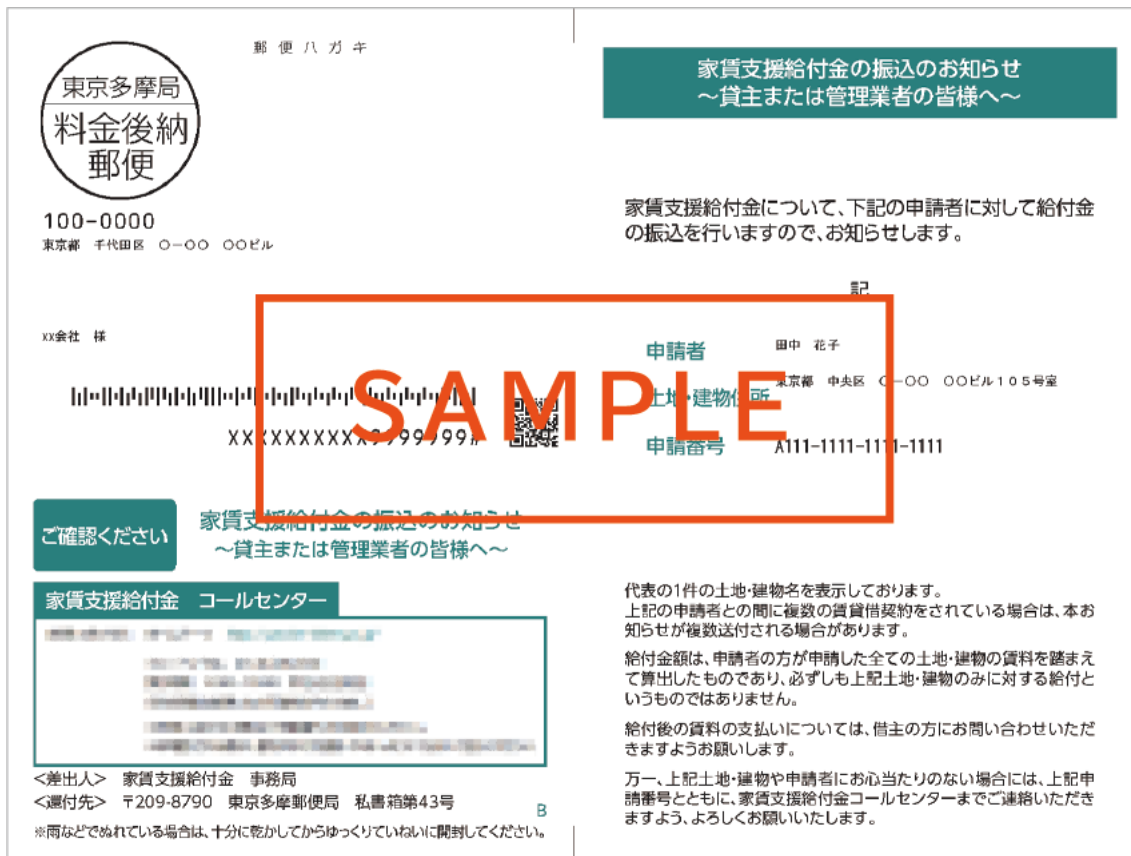 郵便ハガキ
東京多摩局
料金後納
郵便
100-0000
東京都 千代田区 〇ー〇〇 〇〇ビル
xx会社 様
ご確認ください
家賃支援給付金の振込のお知らせ
～貸主または管理業者の皆様へ～
家賃支援給付金 コールセンター
<差出人> 家賃支援給付金 事務局
<還付先> 〒209-8790 東京多摩郵便局 私書箱第43号
B
※雨などでぬれている場合は、十分に乾かしてからゆっくりていねいに開封してください。
家賃支援給付金の振込のお知らせ
～貸主または管理業者の皆様へ～
家賃支援給付金について、下記の申請者に対して給付金
の振込を行いますので、お知らせします。
記
申請者 田中 花子
土地・建物住所 東京都 中央区 〇ー〇〇 〇〇ビル105号室
申請番号 A111-1111-1111-1111
SAMPLE
代表の1件の土地・建物名を表示しております。
上記の申請者との間に複数の賃貸借契約をされている場合は、本お
知らせが複数送付される場合があります。
給付金額は、申請者の方が申請した全ての土地・建物の賃料を踏まえ
て算出したものであり、必ずしも上記土地・建物のみに対する給付と
いうものではありません。
給付後の賃料の支払いについては、借主の方にお問い合わせいただ
きますようお願いします。
万一、上記土地・建物や申請者にお心当たりのない場合には、上記申
請番号とともに、家賃支援給付金コールセンターまでご連絡いただき
ますよう、よろしくお願いいたします。